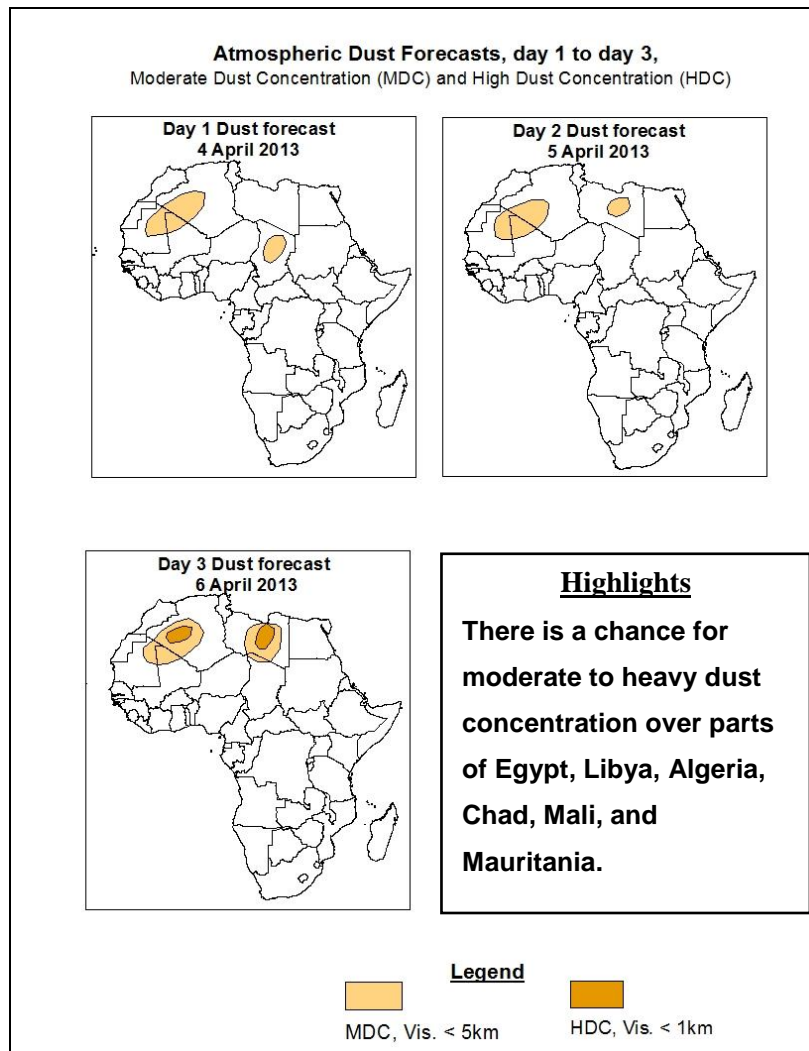 Atmospheric Dust Forecasts, day 1 to day 3,
Moderate Dust Concentration (MDC) and High Dust Concentration (HDC)
Day 1 Dust forecast
4 April 2013
Day 2 Dust forecast
5 April 2013
Day 3 Dust forecast
6 April 2013
Highlights
There is a chance for
moderate to heavy dust
concentration over parts
of Egypt, Libya, Algeria,
Chad, Mali, and
Mauritania.
Legend
MDC, Vis. < 5km
HDC, Vis. < 1km